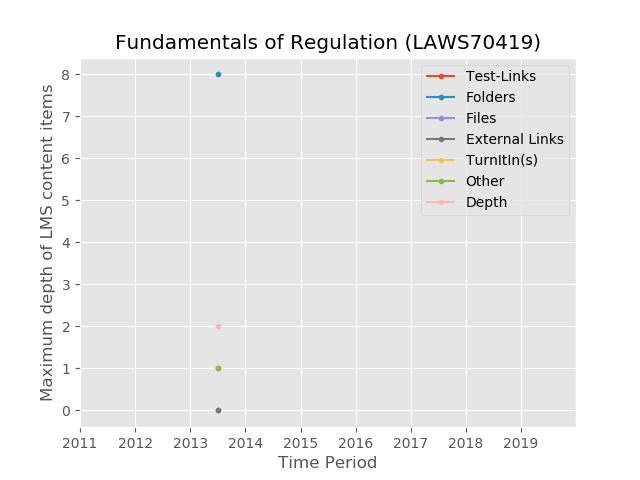 Fundamentals of Regulation (LAWS70419)
Maximum depth of LMS content items
8
7
6
5
4
3
2
1
0
Test-Links
Folders
Files
External Links
TurnItIn(s)
Other
Depth
2011 2012 2013 2014 2015 2016 2017 2018 2019
Time Period